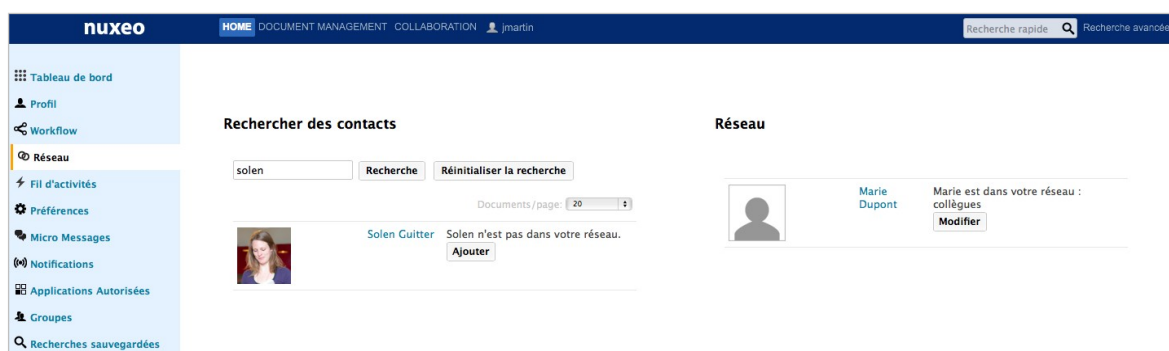 nuxeo
HOME DOCUMENT MANAGEMENT COLLABORATION jmartin
Recherche rapide Recherche avancée
Tableau de bord
Profil
Workflow
Réseau
Fil d'activités
Préférences
Micro Messages
Notifications
Applications Autorisées
Groupes
Recherches sauvegardées
Rechercher des contacts
solen Recherche Réinitialiser la recherche
Documents/page: 20
Solen Guitter Solen n'est pas dans votre réseau.
Ajouter
Réseau
Marie Marie est dans votre réseau :
Dupont collègues
Modifier